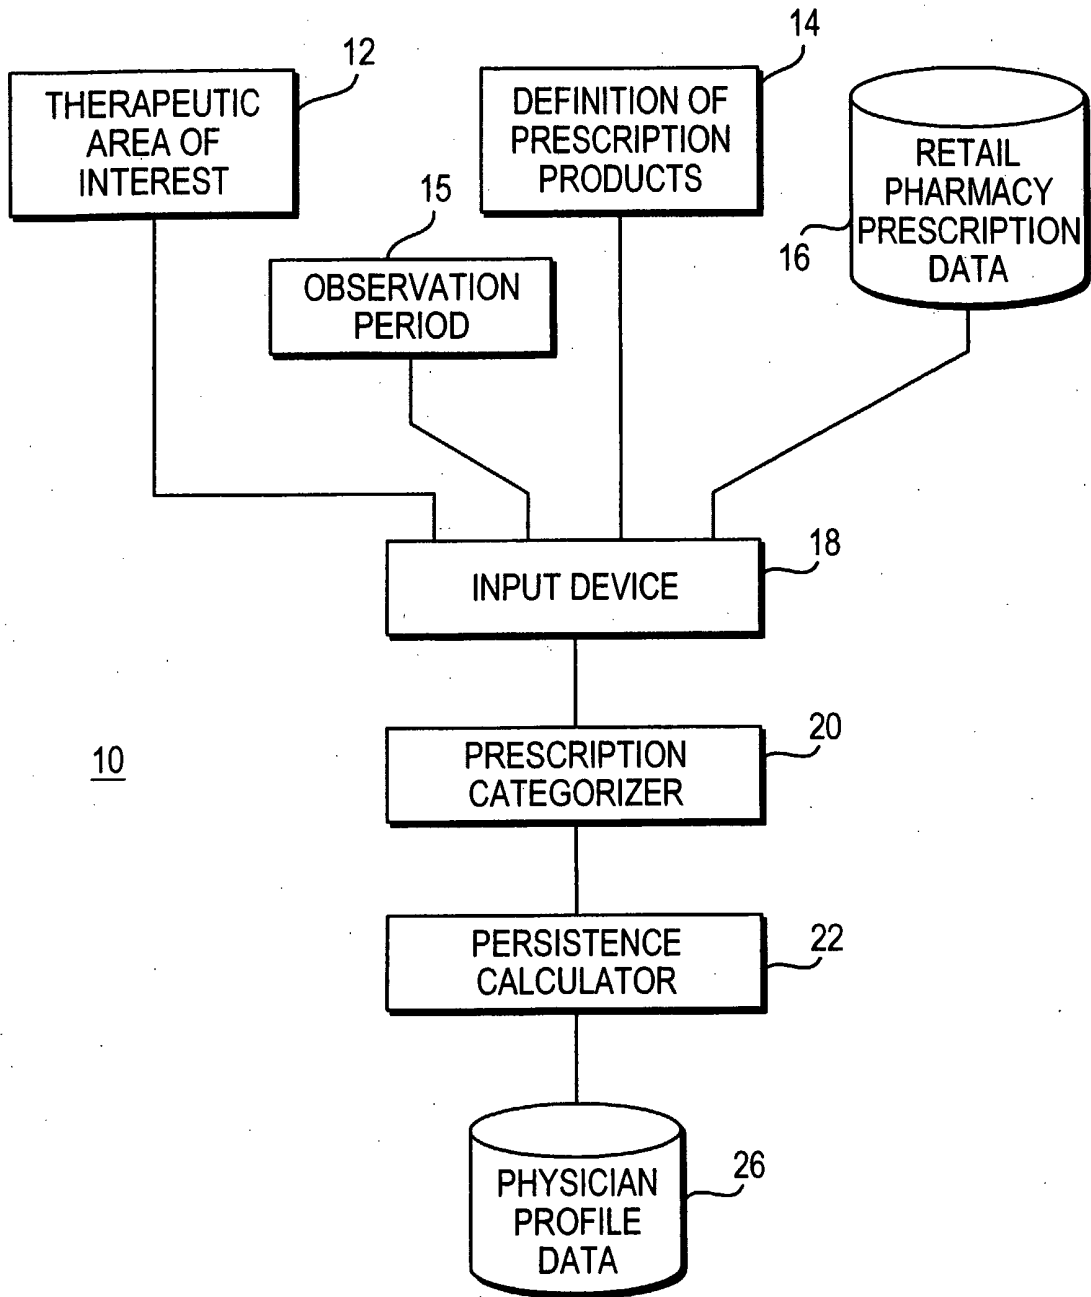 12
THERAPEUTIC
AREA OF
INTEREST
14
DEFINITION OF
PRESCRIPTION
PRODUCTS
16
RETAIL
PHARMACY
PRESCRIPTION
DATA
15
OBSERVATION
PERIOD
18
INPUT DEVICE
10
20
PRESCRIPTION
CATEGORIZER
22
PERSISTENCE
CALCULATOR
26
PHYSICIAN
PROFILE
DATA